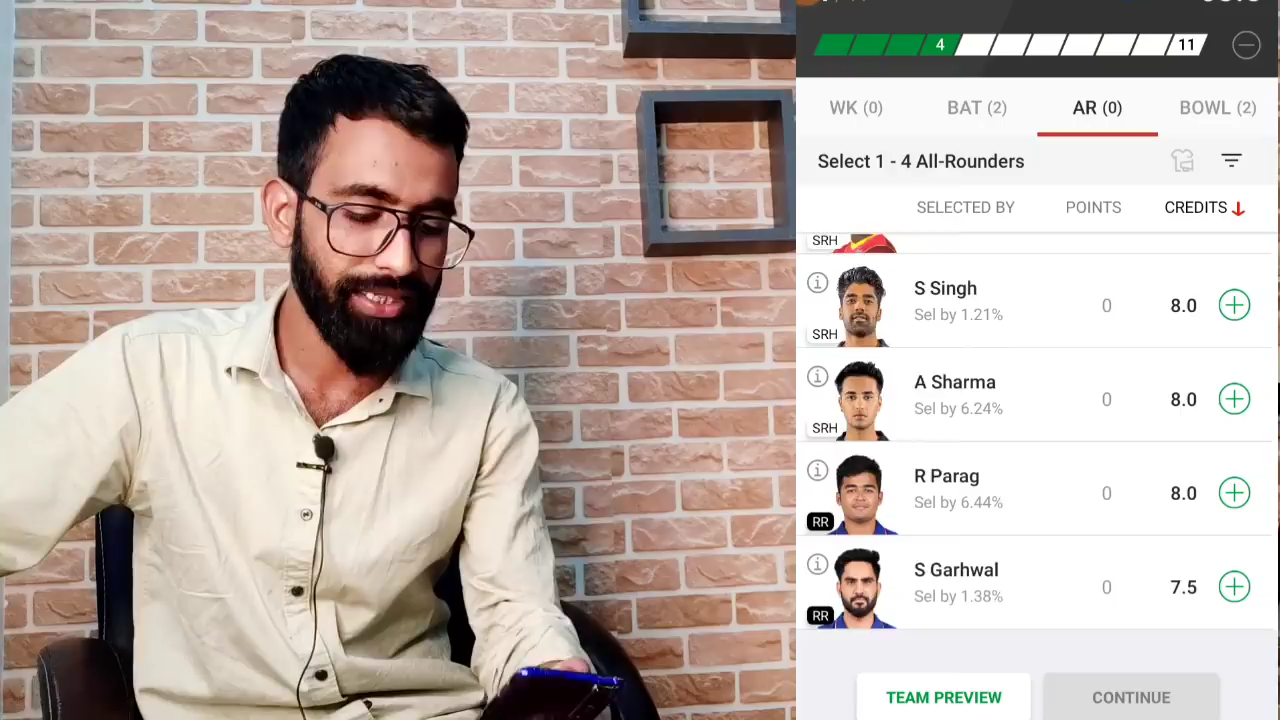 4
11
WK (0)
BAT (2)
AR (0)
BOWL (2)
Select 1 - 4 All-Rounders
SELECTED BY
POINTS
CREDITS
SRH
S Singh
Sel by 1.21%
0
8.0
SRH
A Sharma
Sel by 6.24%
0
8.0
SRH
R Parag
Sel by 6.44%
0
8.0
RR
S Garhwal
Sel by 1.38%
0
7.5
RR
TEAM PREVIEW
CONTINUE